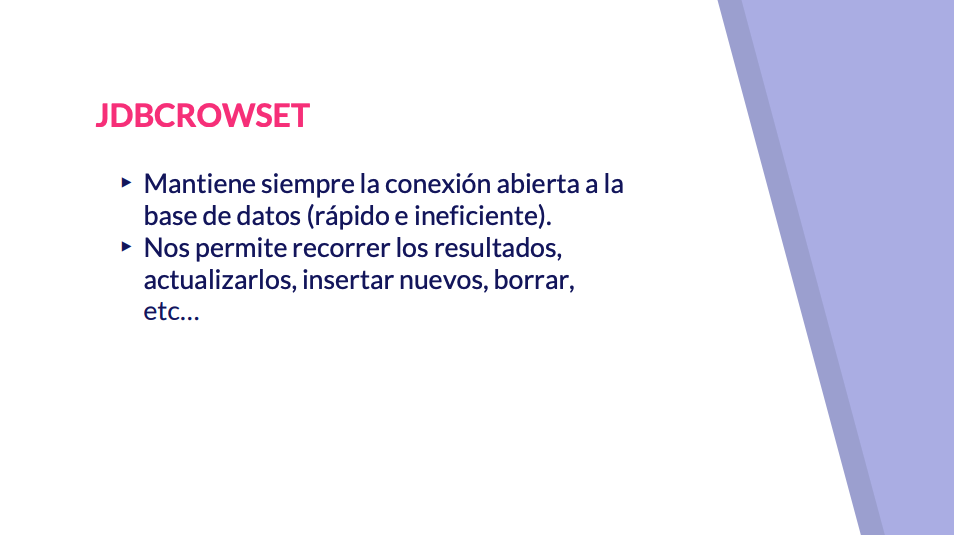 JDBCROWSET
▸ Mantiene siempre la conexión abierta a la
base de datos (rápido e ineficiente).
▸ Nos permite recorrer los resultados,
actualizarlos, insertar nuevos, borrar,
etc…